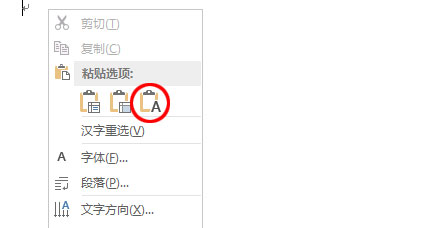 剪切(T)
复制(C)
粘贴选项:
A
汉字重选(V)
A 字体(F)...
段落(P)...
文字方向(X)...